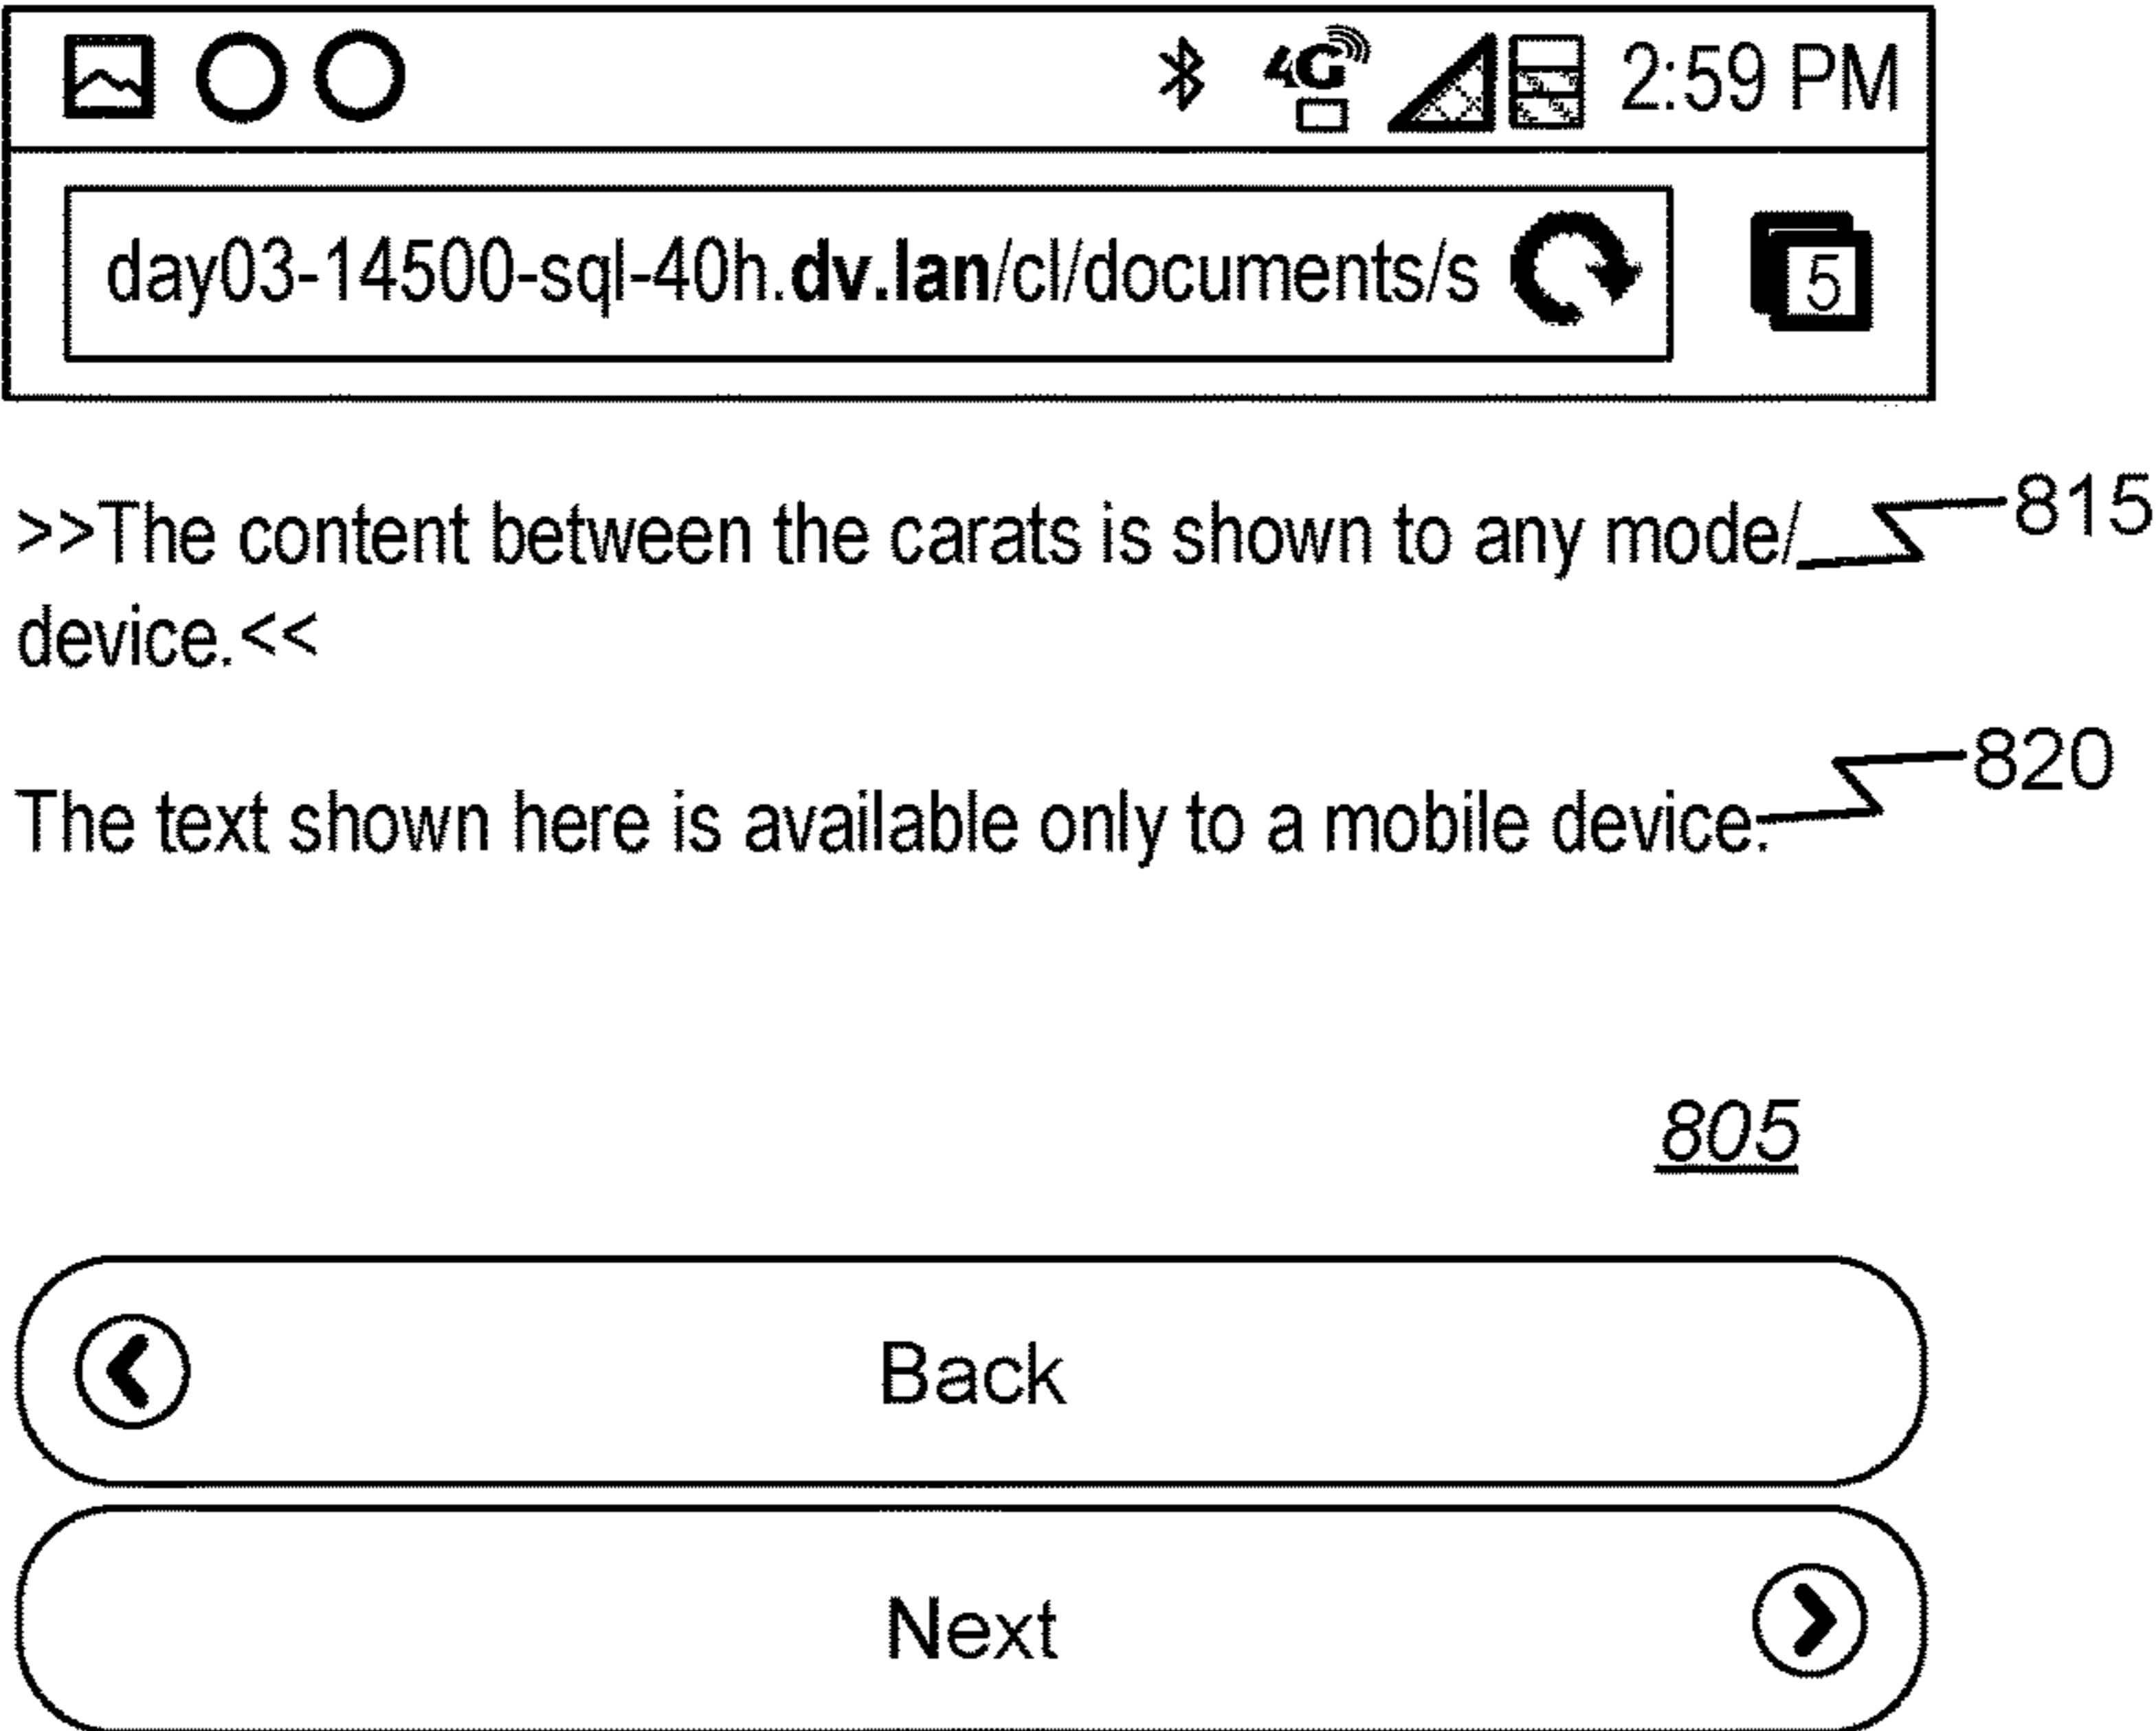 4G 2:59 PM
day03-14500-sql-40h.dv.lan/cl/documents/s 5
>>The content between the carats is shown to any mode/ 815
device.<<
The text shown here is available only to a mobile device. 820
805
Back
Next